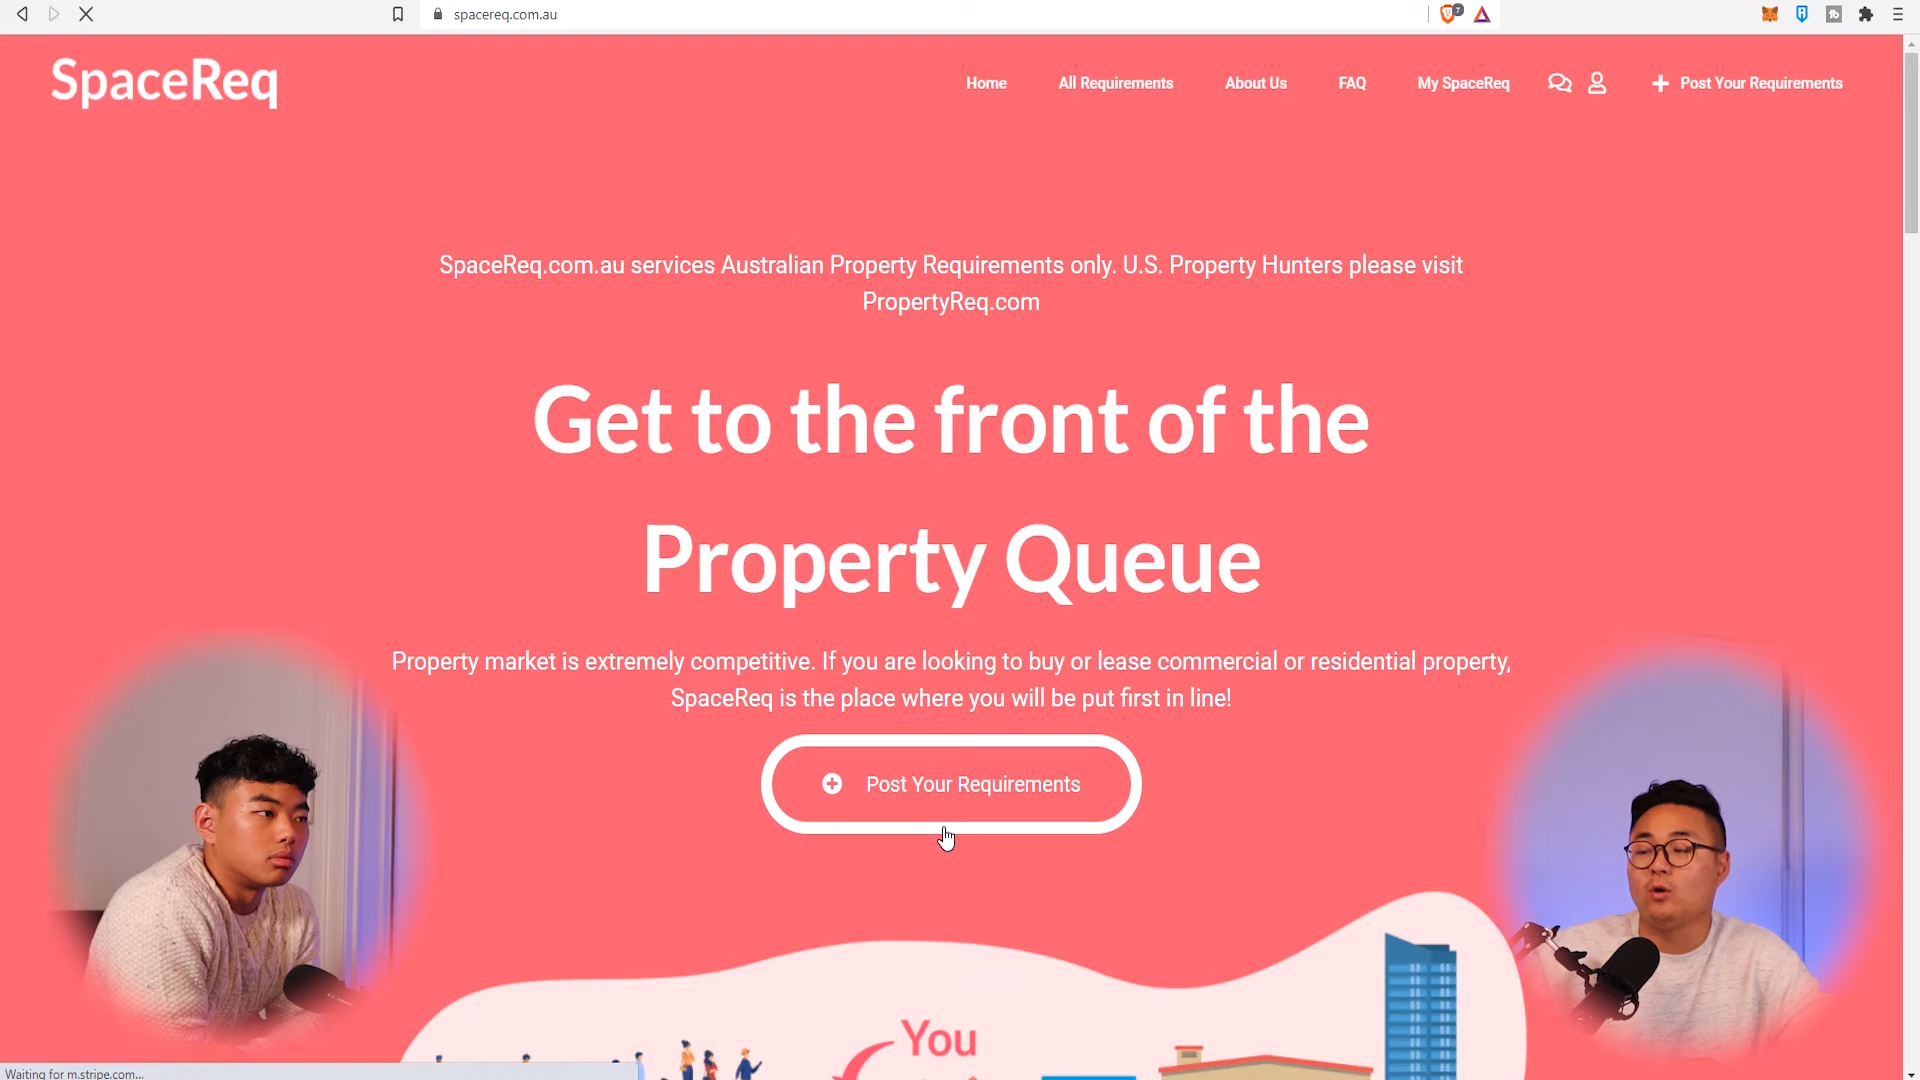 spacereq.com.au
7
SpaceReq
Home
All Requirements
About Us
FAQ
My SpaceReq
Post Your Requirements
SpaceReq.com.au services Australian Property Requirements only. U.S. Property Hunters please visit
PropertyReq.com
Get to the front of the
Property Queue
Property market is extremely competitive. If you are looking to buy or lease commercial or residential property,
SpaceReq is the place where you will be put first in line!
Post Your Requirements
You
Waiting for m.stripe.com...